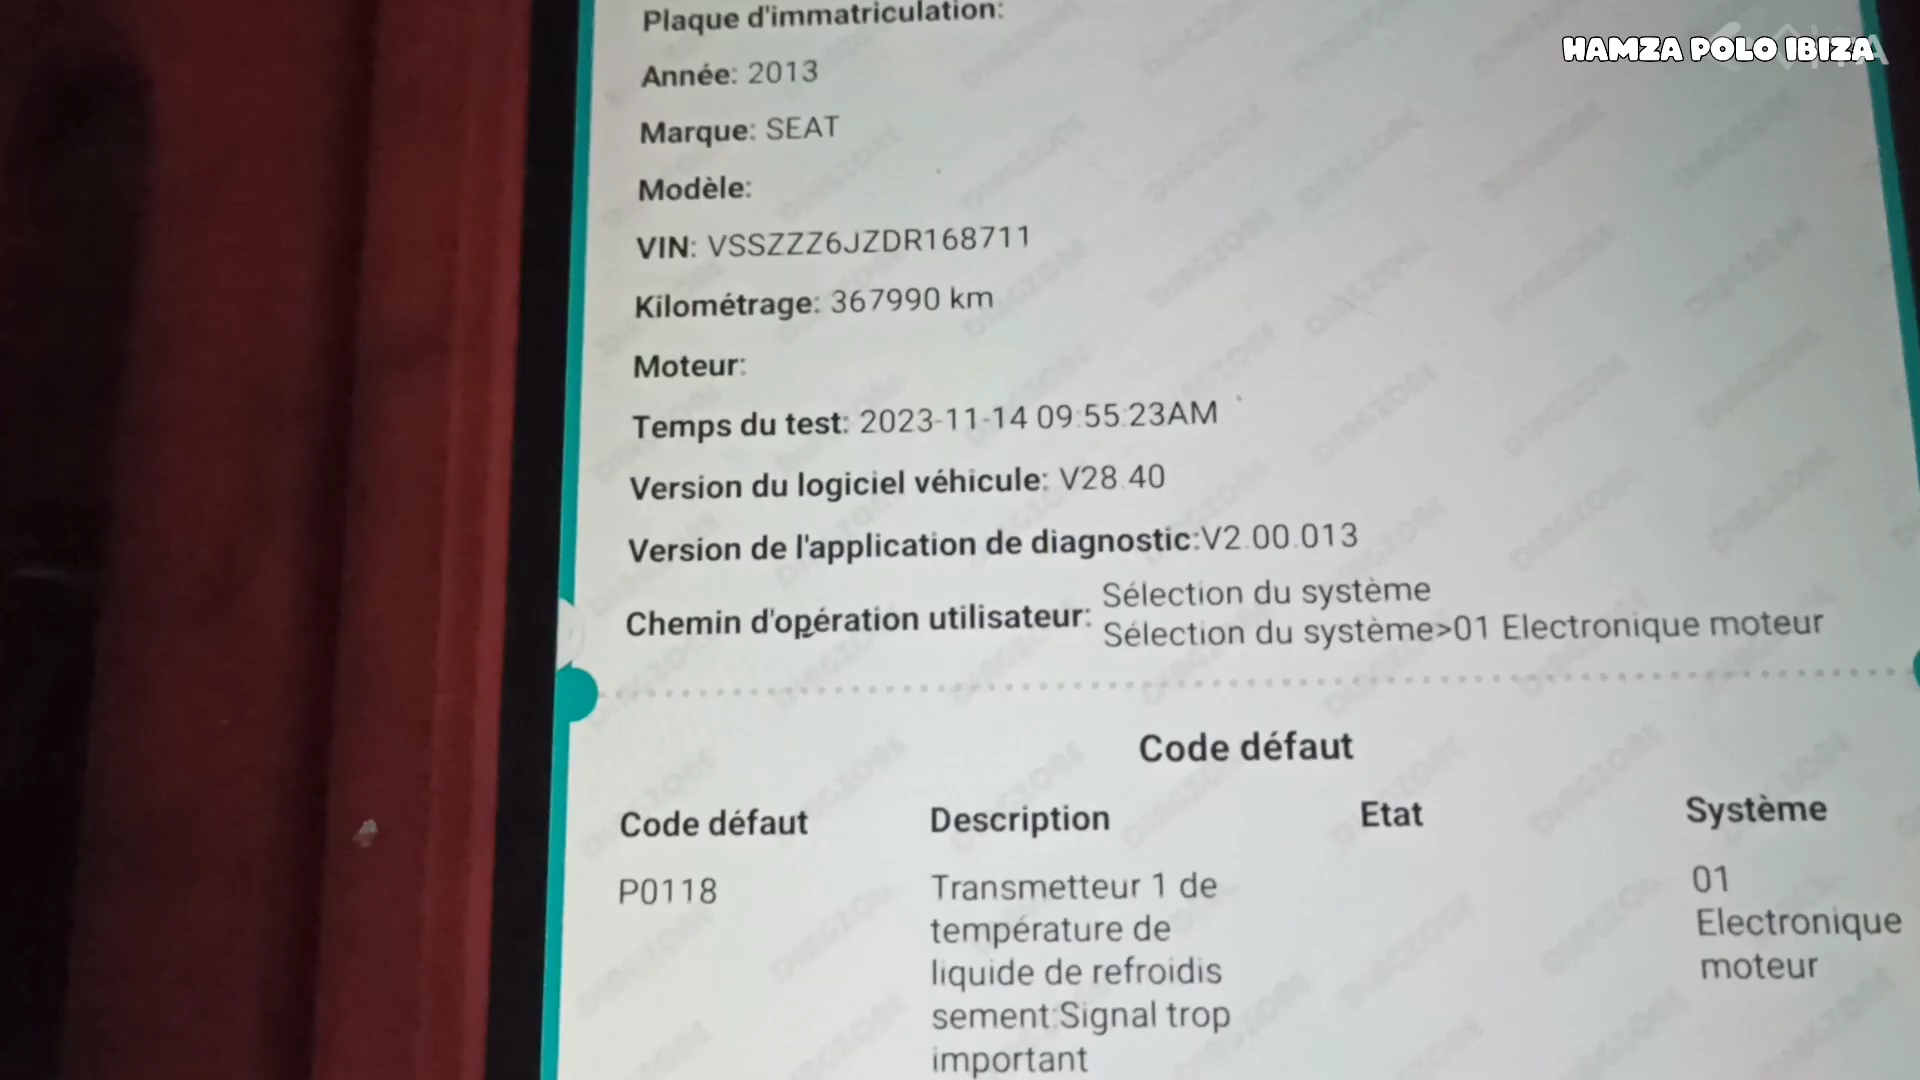 HAMZA POLO IBIZA
Plaque d'immatriculation:
Année: 2013
Marque: SEAT
Modèle:
VIN: VSSZZZ6JZDR168711
Kilométrage: 367990 km
Moteur:
Temps du test: 2023-11-14 09:55:23AM
Version du logiciel véhicule: V28.40
Version de l'application de diagnostic:V2.00.013
Chemin d'opération utilisateur: Sélection du système
Sélection du système>01 Electronique moteur
Code défaut
Code défaut Description Etat Système
P0118 Transmetteur 1 de 01
température de Electronique
liquide de refroidis moteur
sement:Signal trop
important